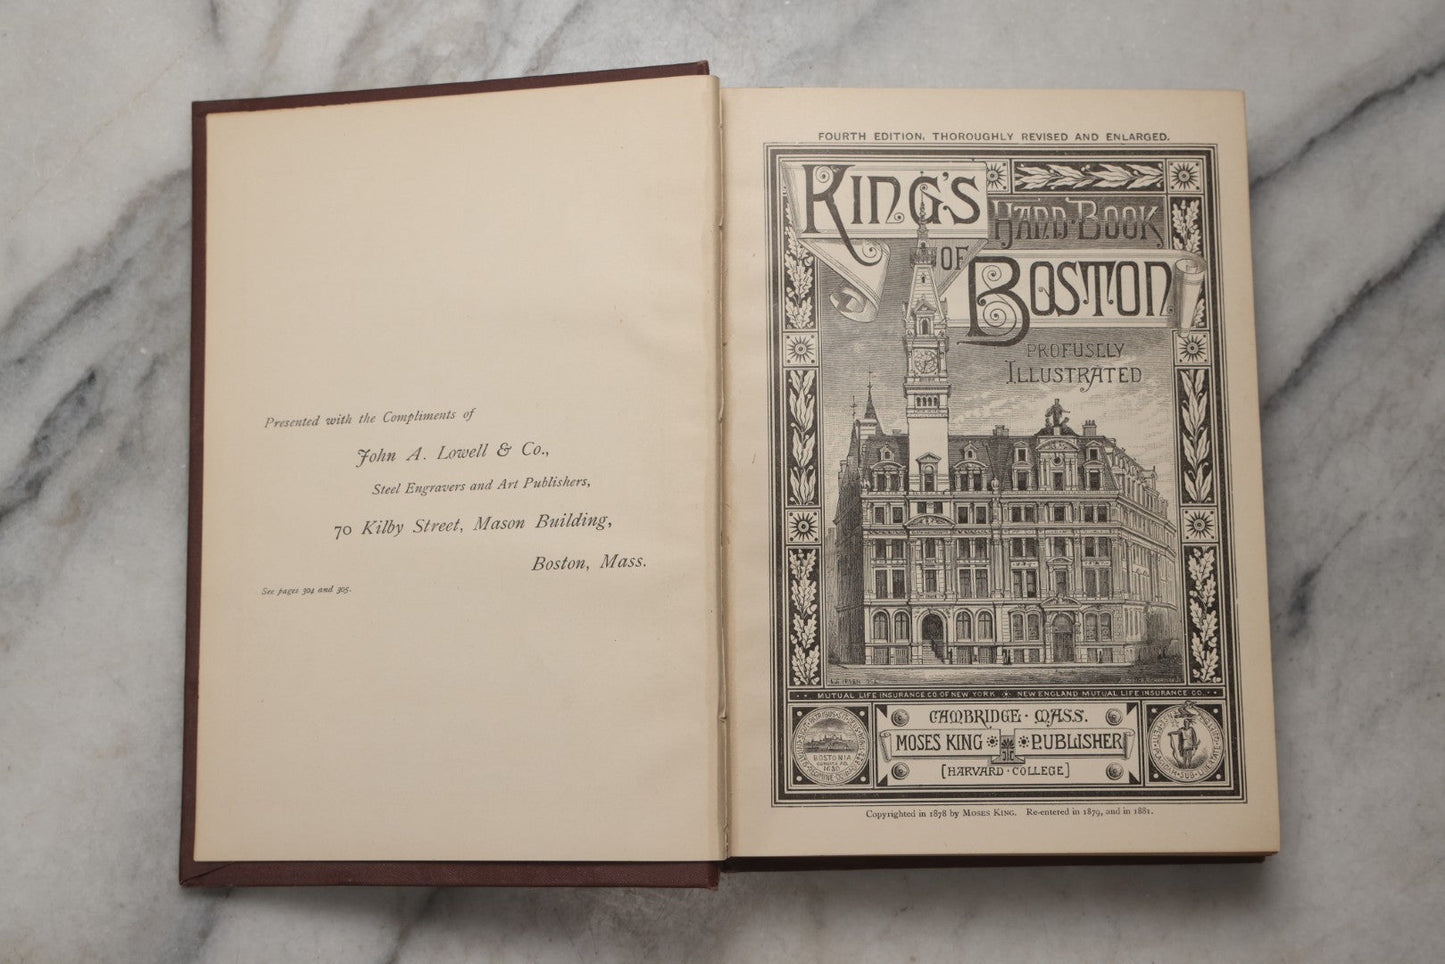 Presented with the Compliments of
John A. Lowell & Co.,
Steel Engravers and Art Publishers,
70 Kilby Street, Mason Building,
Boston, Mass.
See pages 304 and 305.
FOURTH EDITION, THOROUGHLY REVISED AND ENLARGED.
KING'S
HAND-BOOK
OF
BOSTON
PROFUSELY
ILLUSTRATED
MUTUAL LIFE INSURANCE CO. OF NEW YORK NEW ENGLAND MUTUAL LIFE INSURANCE CO.
CAMBRIDGE · MASS.
MOSES KING PUBLISHER
[HARVARD · COLLEGE]
BOSTONIA
CONDITA A.D.
1630.
Copyrighted in 1878 by MOSES KING. Re-entered in 1879, and in 1881.